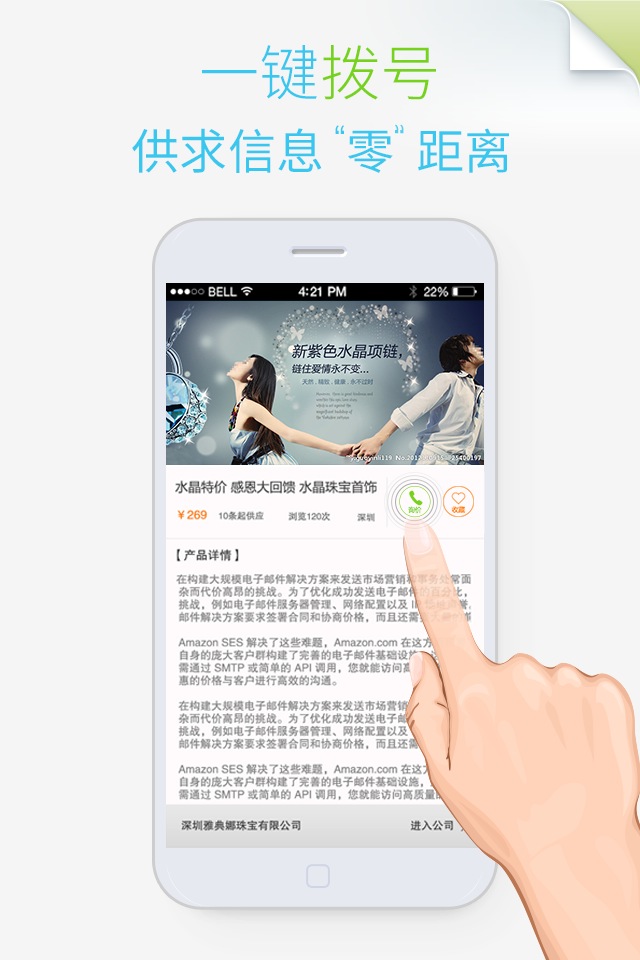 一键拨号
供求信息“零”距离
BELL 4:21 PM 22%
新紫色水晶项链，
链住爱情永不变...
天然 . 精致 . 健康 . 永不过时
水晶特价 感恩大回馈 水晶珠宝首饰
￥269 10条起供应 浏览120次 深圳
询价 收藏
【产品详情】
在构建大规模电子邮件解决方案来发送市场营销和事务处常面
杂而代价高昂的挑战。为了优化成功发送电子邮件的百分比，
挑战，例如电子邮件服务器管理、网络配置以及 IP
邮件解决方案要求签署合同和协商价格，而且还需
Amazon SES 解决了这些难题，Amazon.com 在这方
自身的庞大客户群构建了完善的电子邮件基础设施，
需通过 SMTP 或简单的 API 调用，您就能访问高
惠的价格与客户进行高效的沟通。
在构建大规模电子邮件解决方案来发送市场营销
杂而代价高昂的挑战。为了优化成功发送电子邮
挑战，例如电子邮件服务器管理、网络配置以及
邮件解决方案要求签署合同和协商价格，而且还需
Amazon SES 解决了这些难题，Amazon.com 在这方
自身的庞大客户群构建了完善的电子邮件基础设施，
需通过 SMTP 或简单的 API 调用，您就能访问高质量的
深圳雅典娜珠宝有限公司 进入公司